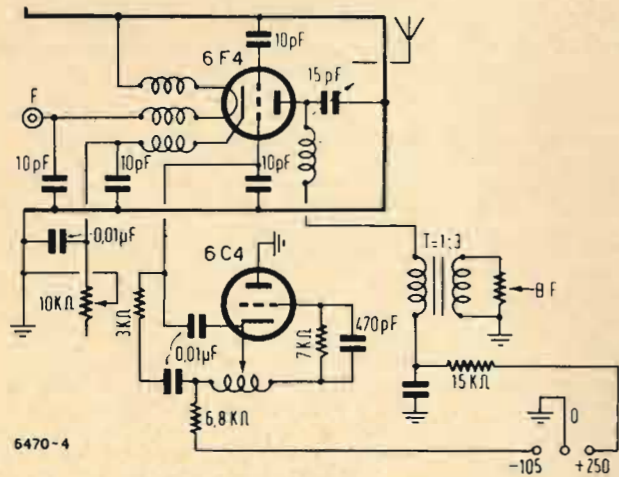 10pF
6F4
15pF
F
10pF
10pF
10pF
0,01µF
6C4
T=1:3
10KΩ
3KΩ
0,01µF
7KΩ
470pF
BF
15KΩ
6,8KΩ
0
6470-4
-105
+250